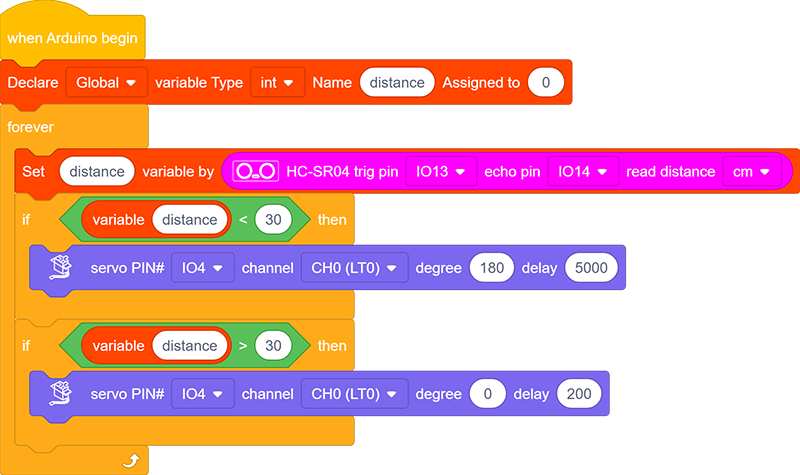 when Arduino begin
Declare Global variable Type int Name distance Assigned to 0
forever
Set distance variable by HC-SR04 trig pin IO13 echo pin IO14 read distance cm
if variable distance < 30 then
servo PIN# IO4 channel CH0 (LT0) degree 180 delay 5000
if variable distance > 30 then
servo PIN# IO4 channel CH0 (LT0) degree 0 delay 200